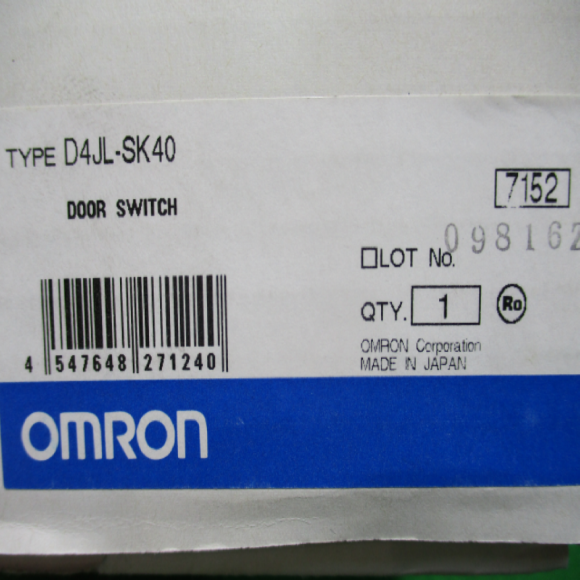 TYPE D4JL-SK40
DOOR SWITCH
7152
□LOT No. 098162
QTY. 1 Ro
OMRON Corporation
MADE IN JAPAN
4 547648 271240
OMRON